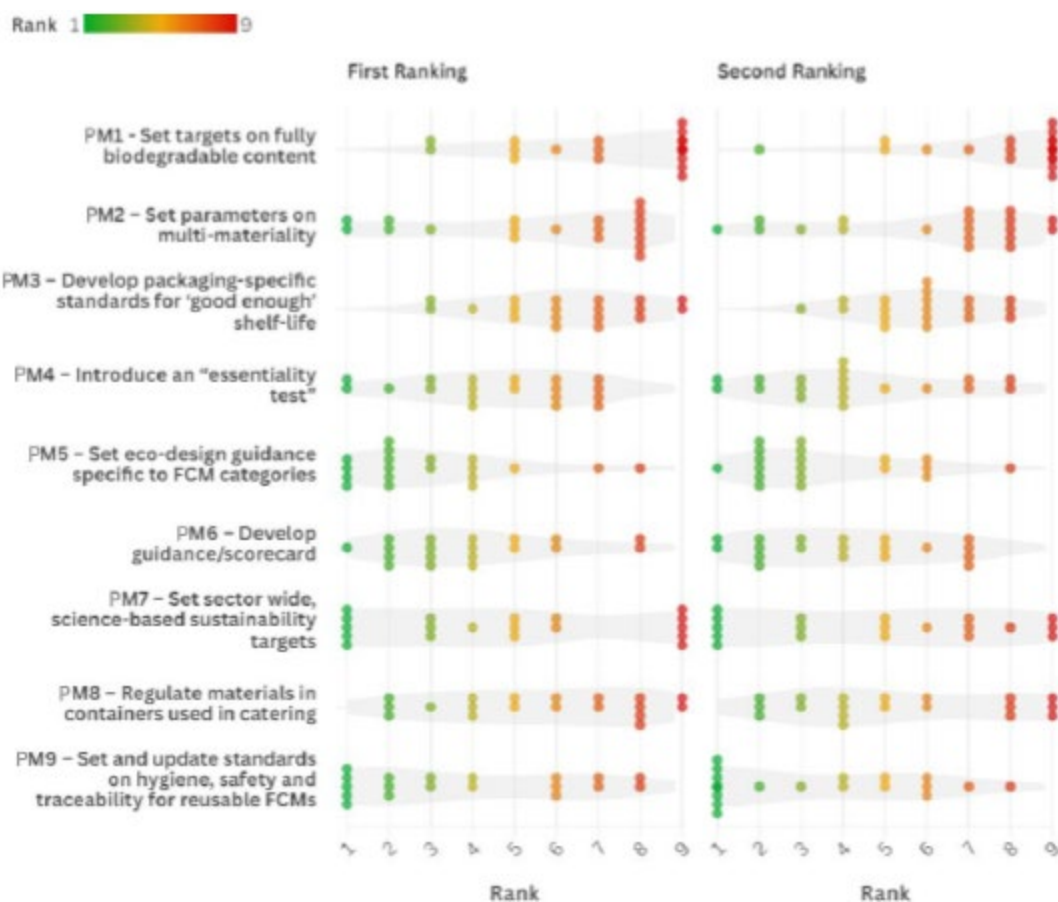 Rank 1 9
First Ranking
Second Ranking
PM1 - Set targets on fully
biodegradable content
PM2 – Set parameters on
multi-materiality
PM3 – Develop packaging-specific
standards for ‘good enough’
shelf-life
PM4 – Introduce an “essentiality
test”
PM5 – Set eco-design guidance
specific to FCM categories
PM6 – Develop
guidance/scorecard
PM7 – Set sector wide,
science-based sustainability
targets
PM8 – Regulate materials in
containers used in catering
PM9 – Set and update standards
on hygiene, safety and
traceability for reusable FCMs
1 2 3 4 5 6 7 8 9
1 2 3 4 5 6 7 8 9
Rank
Rank